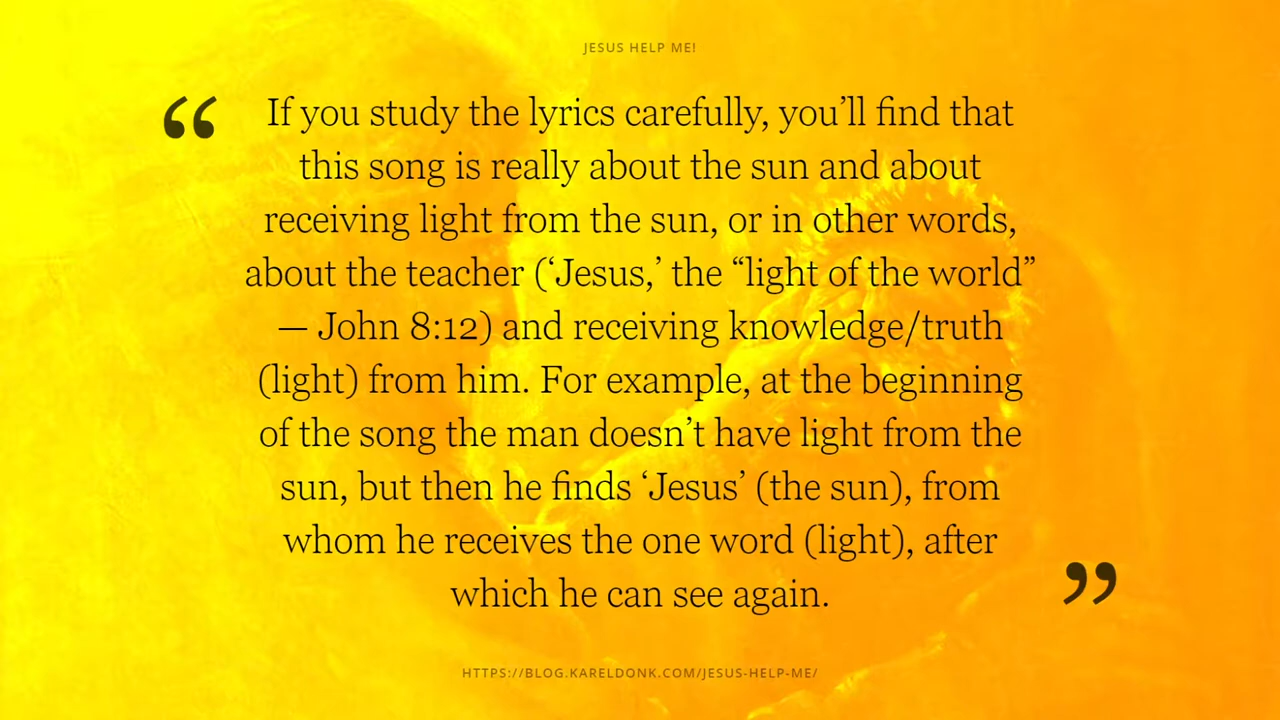 JESUS HELP ME!
“ If you study the lyrics carefully, you’ll find that
this song is really about the sun and about
receiving light from the sun, or in other words,
about the teacher (‘Jesus,’ the “light of the world”
— John 8:12) and receiving knowledge/truth
(light) from him. For example, at the beginning
of the song the man doesn’t have light from the
sun, but then he finds ‘Jesus’ (the sun), from
whom he receives the one word (light), after
which he can see again. ”
HTTPS://BLOG.KARELDONK.COM/JESUS-HELP-ME/